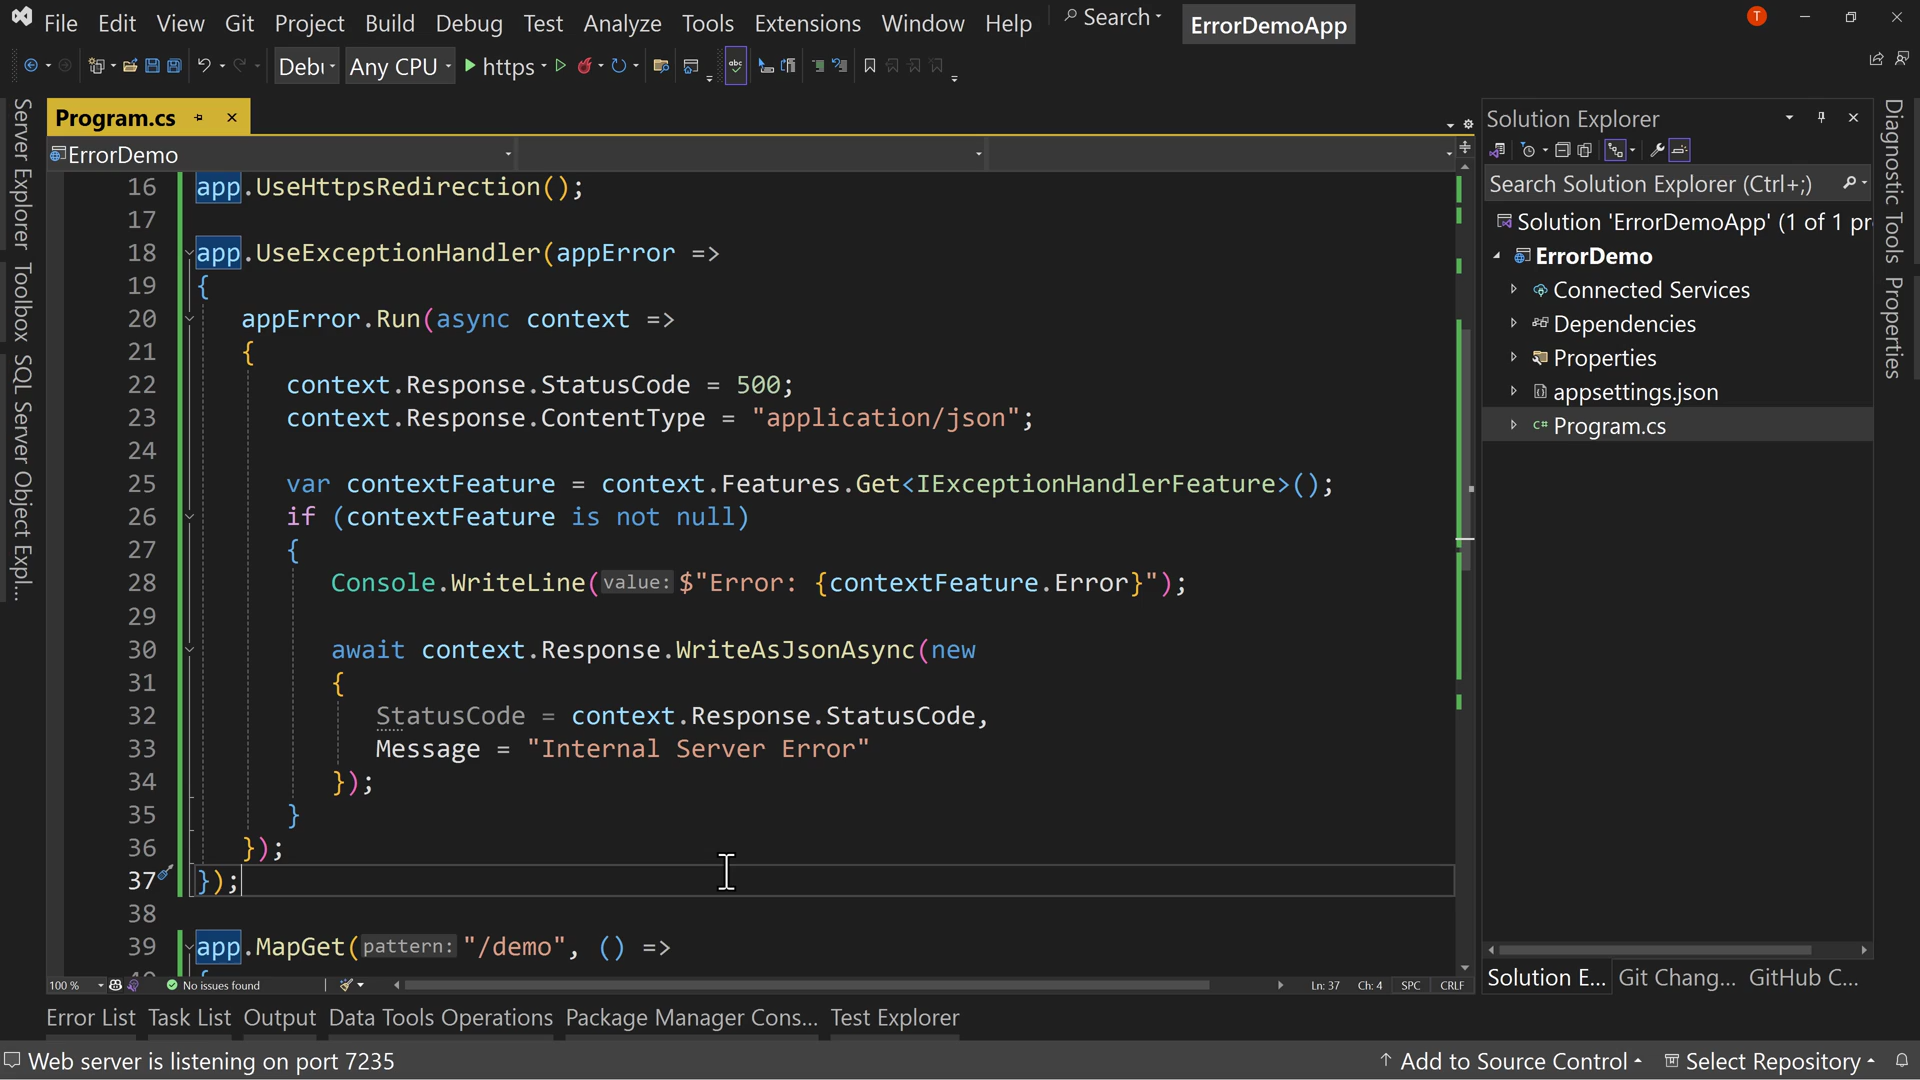 File Edit View Git Project Build Debug Test Analyze Tools Extensions Window Help Search ErrorDemoApp T
Debu Any CPU https
Program.cs
ErrorDemo
16 app.UseHttpsRedirection();
17
18 app.UseExceptionHandler(appError =>
19 {
20 appError.Run(async context =>
21 {
22 context.Response.StatusCode = 500;
23 context.Response.ContentType = "application/json";
24
25 var contextFeature = context.Features.Get<IExceptionHandlerFeature>();
26 if (contextFeature is not null)
27 {
28 Console.WriteLine(value: $"Error: {contextFeature.Error}");
29
30 await context.Response.WriteAsJsonAsync(new
31 {
32 StatusCode = context.Response.StatusCode,
33 Message = "Internal Server Error"
34 });
35 }
36 });
37 });
38
39 app.MapGet(pattern: "/demo", () =>
100 % No issues found Ln: 37 Ch: 4 SPC CRLF
Server Explorer
Toolbox
SQL Server Object Expl...
Solution Explorer
Search Solution Explorer (Ctrl+;)
Solution 'ErrorDemoApp' (1 of 1 pr
ErrorDemo
Connected Services
Dependencies
Properties
appsettings.json
C# Program.cs
Solution E... Git Chang... GitHub C...
Diagnostic Tools
Properties
Error List Task List Output Data Tools Operations Package Manager Cons... Test Explorer
Web server is listening on port 7235 Add to Source Control Select Repository